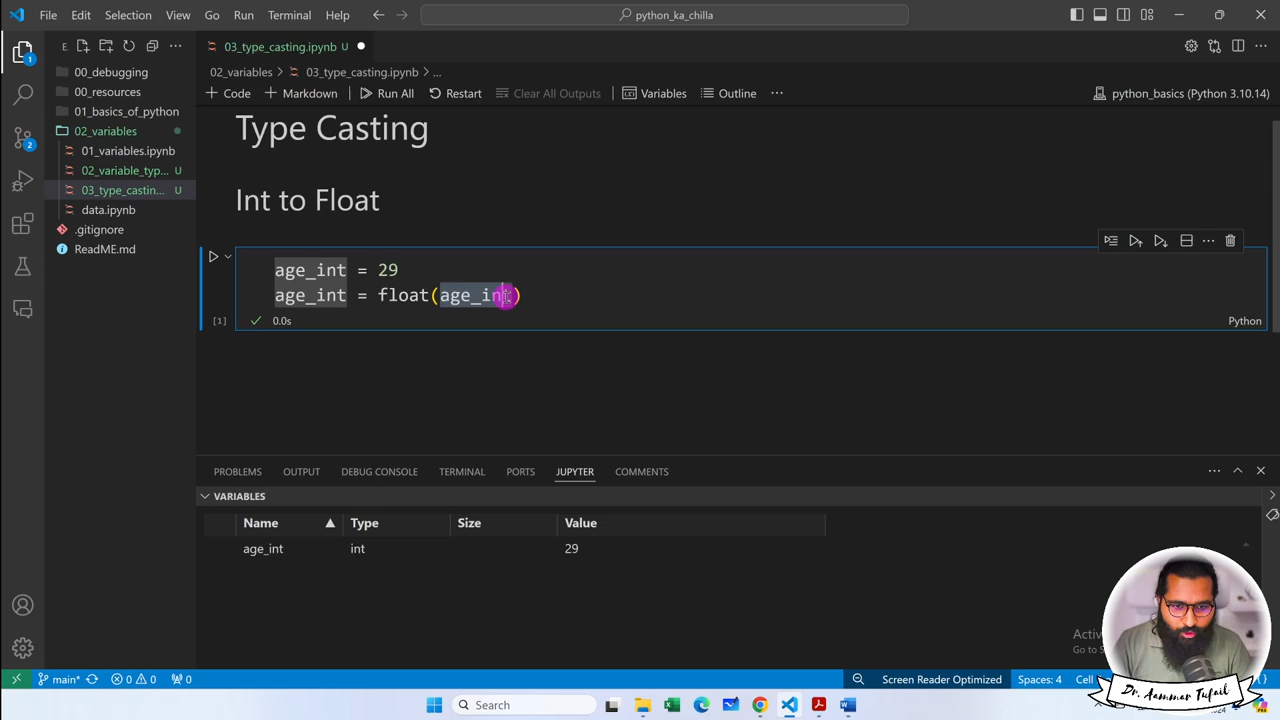 File Edit Selection View Go Run Terminal Help
python_ka_chilla
E
03_type_casting.ipynb U
00_debugging
00_resources
01_basics_of_python
02_variables
01_variables.ipynb
02_variable_typ... U
03_type_castin... U
data.ipynb
.gitignore
ReadME.md
1
2
02_variables > 03_type_casting.ipynb > ...
+ Code + Markdown Run All Restart Clear All Outputs Variables Outline ... python_basics (Python 3.10.14)
Type Casting
Int to Float
age_int = 29
age_int = float(age_int)
[1] 0.0s Python
PROBLEMS OUTPUT DEBUG CONSOLE TERMINAL PORTS JUPYTER COMMENTS
VARIABLES
Name Type Size Value
age_int int 29
main* 0 0 0 Screen Reader Optimized Spaces: 4 Cell
Search
Dr. Aammar Tufail